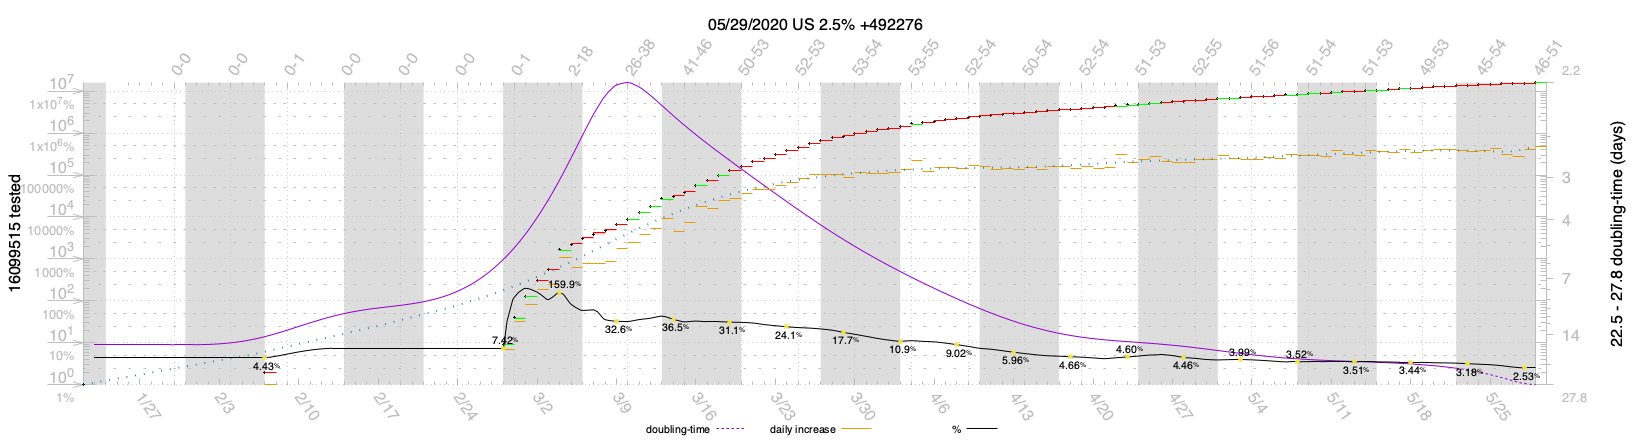 05/29/2020 US 2.5% +492276
0-0 0-0 0-1 0-0 0-0 0-0 0-1 2-18 26-38 41-46 50-53 52-53 53-54 53-55 52-54 50-54 52-54 51-53 52-55 51-56 51-54 51-53 49-53 45-54 46-51
16099515 tested
10⁷
1x10⁷%
10⁶
1x10⁶%
10⁵
100000%
10⁴
10000%
10³
1000%
10²
100%
10¹
10%
10⁰
1%
2.2
3
4
7
14
27.8
22.5 - 27.8 doubling-time (days)
4.43% 7.42% 159.9% 32.6% 36.5% 31.1% 24.1% 17.7% 10.9% 9.02% 5.96% 4.66% 4.60% 4.46% 3.99% 3.52% 3.51% 3.44% 3.18% 2.53%
1/27 2/3 2/10 2/17 2/24 3/2 3/9 3/16 3/23 3/30 4/6 4/13 4/20 4/27 5/4 5/11 5/18 5/25
doubling-time daily increase %